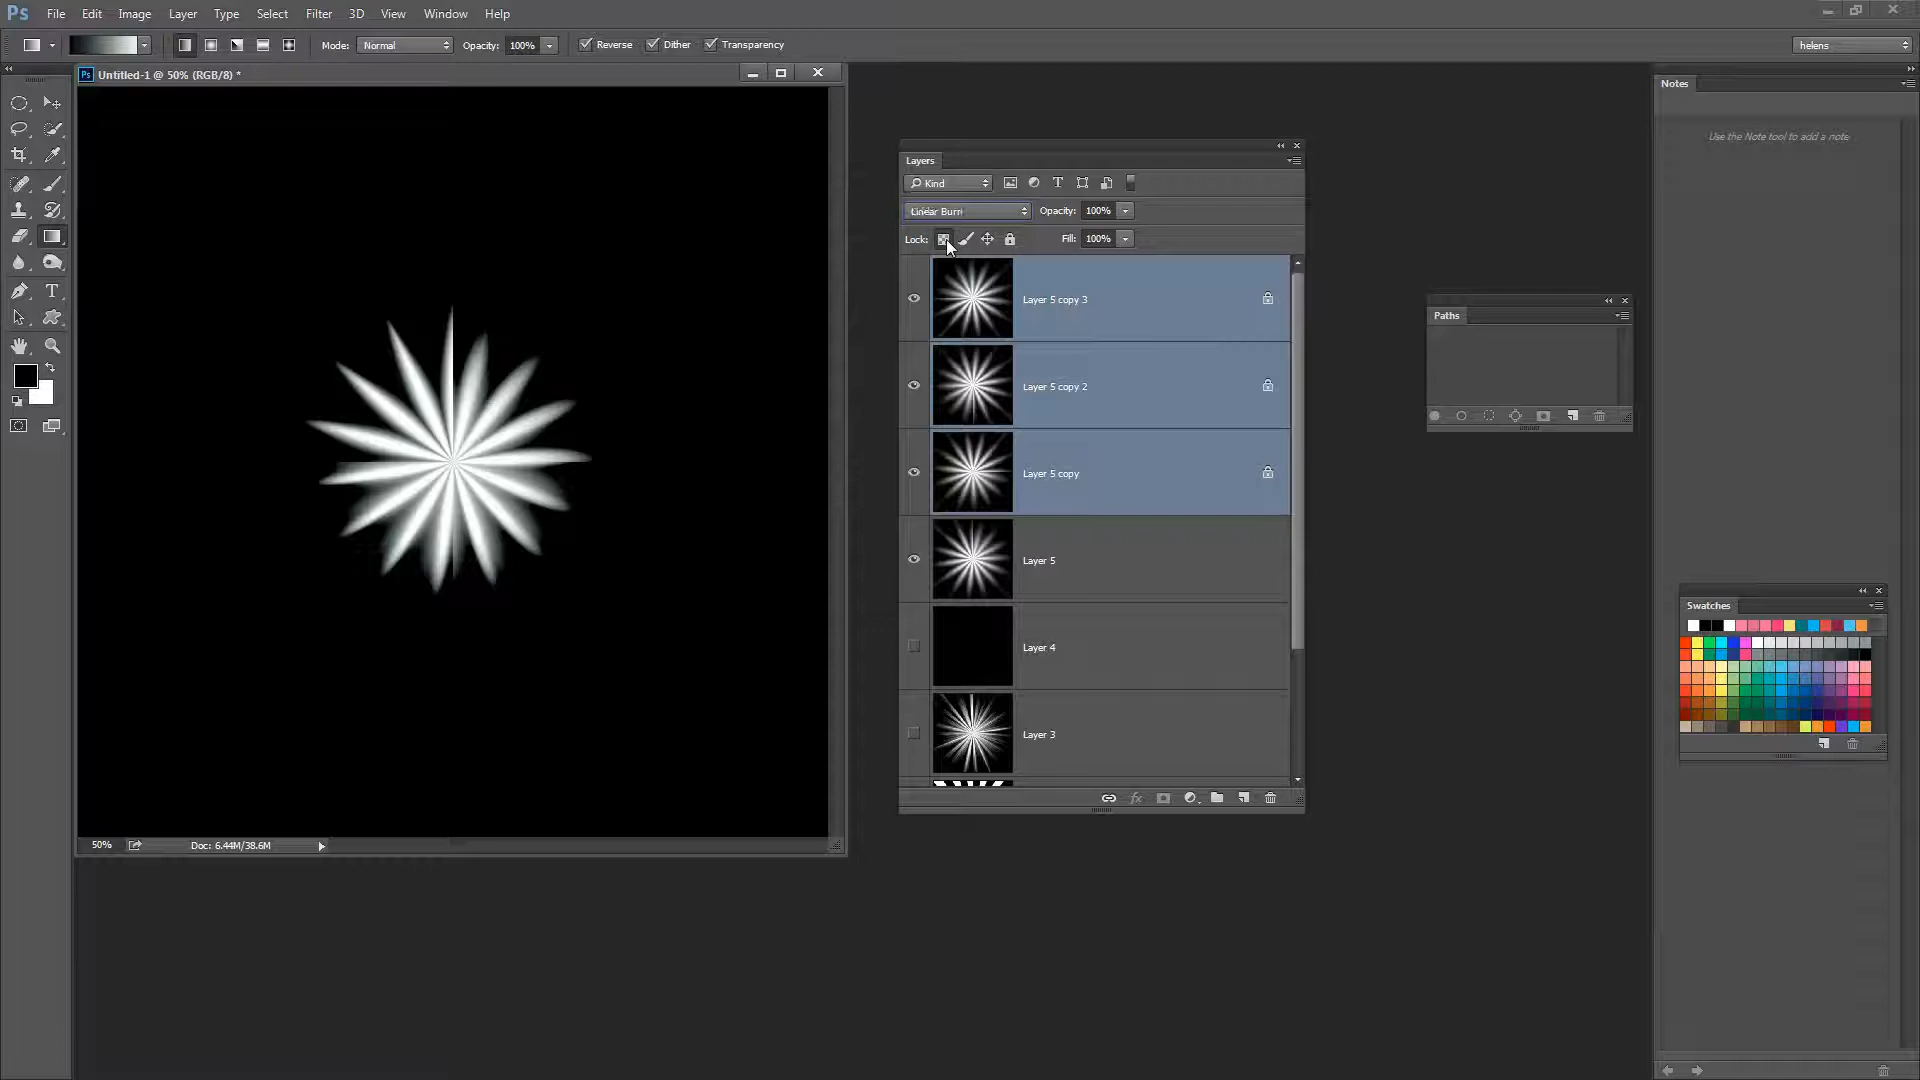 Ps File Edit Image Layer Type Select Filter 3D View Window Help
Mode: Normal Opacity: 100% Reverse Dither Transparency helens
Ps Untitled-1 @ 50% (RGB/8) *
Notes
Use the Note tool to add a note
Layers
Kind
Linear Burn Opacity: 100%
Lock: Fill: 100%
Layer 5 copy 3
Layer 5 copy 2
Layer 5 copy
Layer 5
Layer 4
Layer 3
Paths
Swatches
50% Doc: 6.44M/38.6M